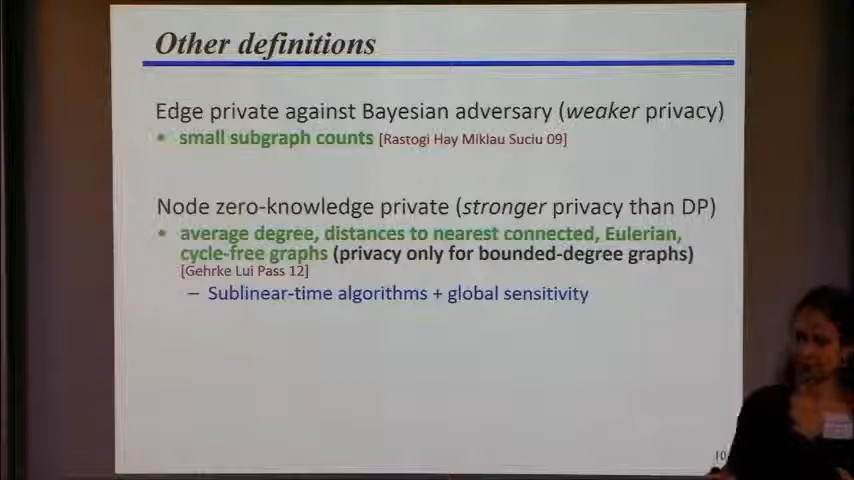 Other definitions
Edge private against Bayesian adversary (weaker privacy)
• small subgraph counts [Rastogi Hay Miklau Suciu 09]
Node zero-knowledge private (stronger privacy than DP)
• average degree, distances to nearest connected, Eulerian,
cycle-free graphs (privacy only for bounded-degree graphs)
[Gehrke Lui Pass 12]
– Sublinear-time algorithms + global sensitivity
10